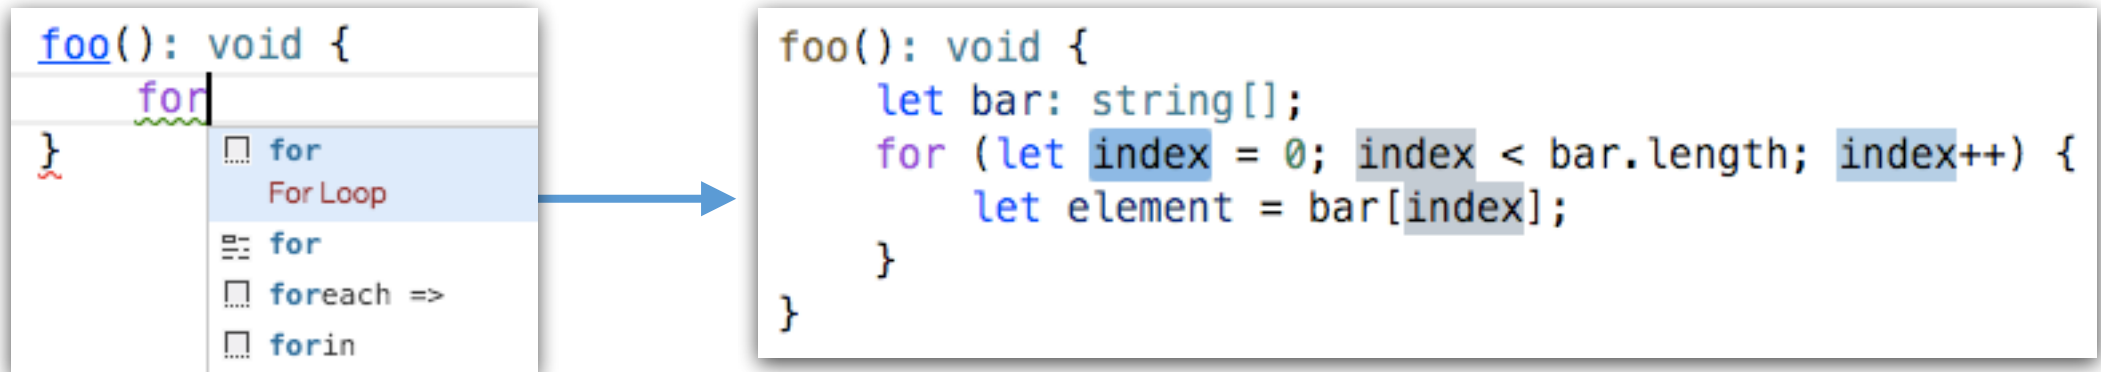 foo(): void {
    for
}
for
For Loop
for
foreach =>
forin
foo(): void {
    let bar: string[];
    for (let index = 0; index < bar.length; index++) {
        let element = bar[index];
    }
}